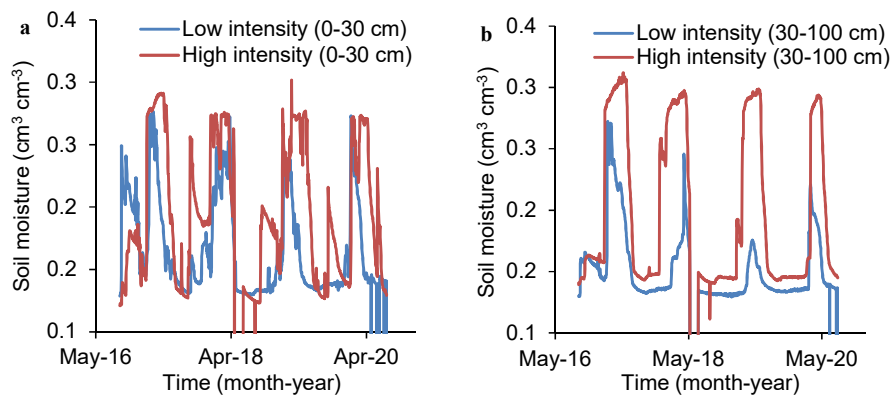 a
Low intensity (0-30 cm)
High intensity (0-30 cm)
0.4
0.3
0.3
0.2
0.2
0.1
Soil moisture (cm³ cm⁻³)
May-16
Apr-18
Apr-20
Time (month-year)
b
Low intensity (30-100 cm)
High intensity (30-100 cm)
0.4
0.3
0.3
0.2
0.2
0.1
Soil moisture (cm³ cm⁻³)
May-16
May-18
May-20
Time (month-year)